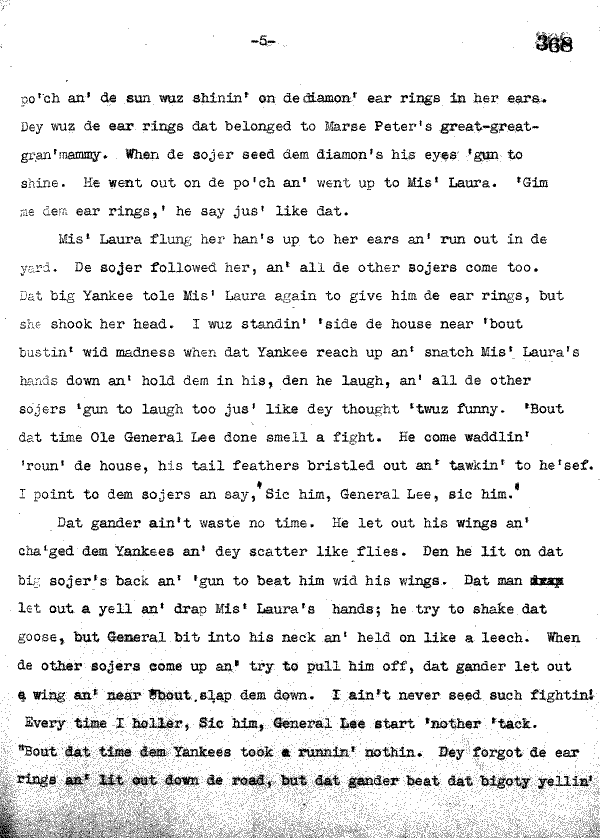 -5-
368
po'ch an' de sun wuz shinin' on de diamon' ear rings in her ears.
Dey wuz de ear rings dat belonged to Marse Peter's great-great-
gran'mammy. When de sojer seed dem diamon's his eyes 'gun to
shine. He went out on de po'ch an' went up to Mis' Laura. 'Gim
me dem ear rings,' he say jus' like dat.
Mis' Laura flung her han's up to her ears an' run out in de
yard. De sojer followed her, an' all de other sojers come too.
Dat big Yankee tole Mis' Laura again to give him de ear rings, but
she shook her head. I wuz standin' 'side de house near 'bout
bustin' wid madness when dat Yankee reach up an' snatch Mis' Laura's
hands down an' hold dem in his, den he laugh, an' all de other
sojers 'gun to laugh too jus' like dey thought 'twuz funny. 'Bout
dat time Ole General Lee done smell a fight. He come waddlin'
'roun' de house, his tail feathers bristled out an' tawkin' to he'sef.
I point to dem sojers an say, "Sic him, General Lee, sic him."
Dat gander ain't waste no time. He let out his wings an'
cha'ged dem Yankees an' dey scatter like flies. Den he lit on dat
big sojer's back an' 'gun to beat him wid his wings. Dat man
let out a yell an' drap Mis' Laura's hands; he try to shake dat
goose, but General bit into his neck an' held on like a leech. When
de other sojers come up an' try to pull him off, dat gander let out
a wing an' near 'bout slap dem down. I ain't never seed such fightin!
Every time I holler, Sic him, General Lee start 'nother 'tack.
"Bout dat time dem Yankees took a runnin' nothin. Dey forgot de ear
rings an' lit out down de road, but dat gander beat dat bigoty yellin'